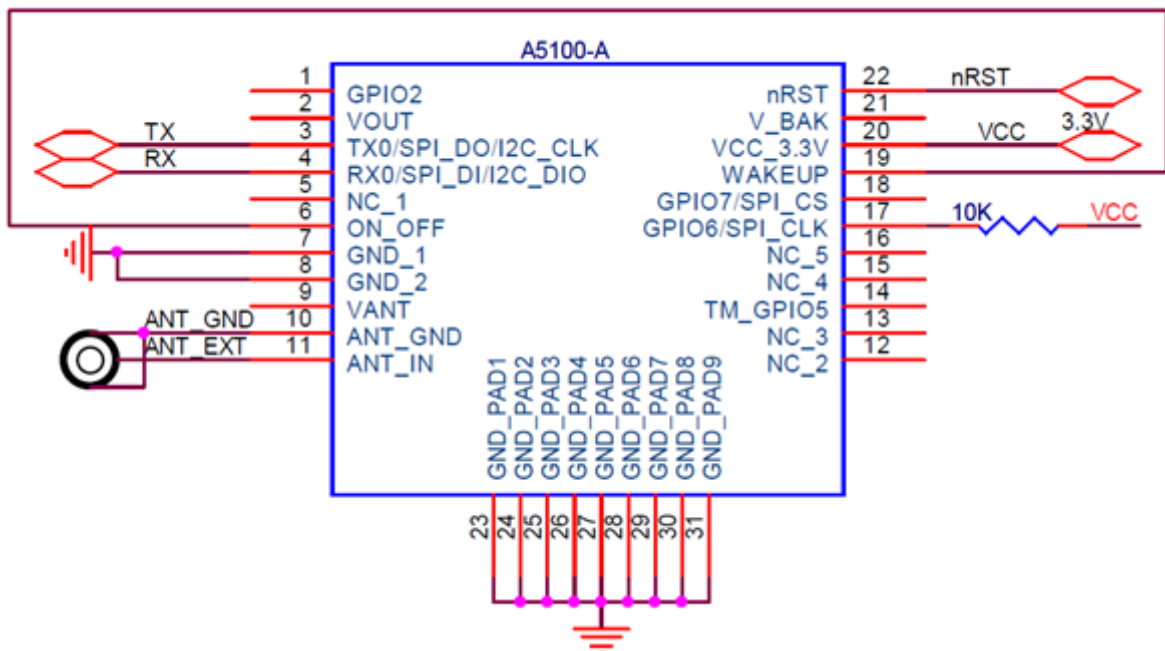 A5100-A
1 GPIO2
2 VOUT
TX 3 TX0/SPI_DO/I2C_CLK
RX 4 RX0/SPI_DI/I2C_DIO
5 NC_1
6 ON_OFF
7 GND_1
8 GND_2
9 VANT
ANT_GND 10 ANT_GND
ANT_EXT 11 ANT_IN
nRST 22 nRST
V_BAK 21
VCC_3.3V 20 VCC 3.3V
WAKEUP 19
GPIO7/SPI_CS 18
GPIO6/SPI_CLK 17 10K VCC
NC_5 16
NC_4 15
TM_GPIO5 14
NC_3 13
NC_2 12
GND_PAD1 23
GND_PAD2 24
GND_PAD3 25
GND_PAD4 26
GND_PAD5 27
GND_PAD6 28
GND_PAD7 29
GND_PAD8 30
GND_PAD9 31